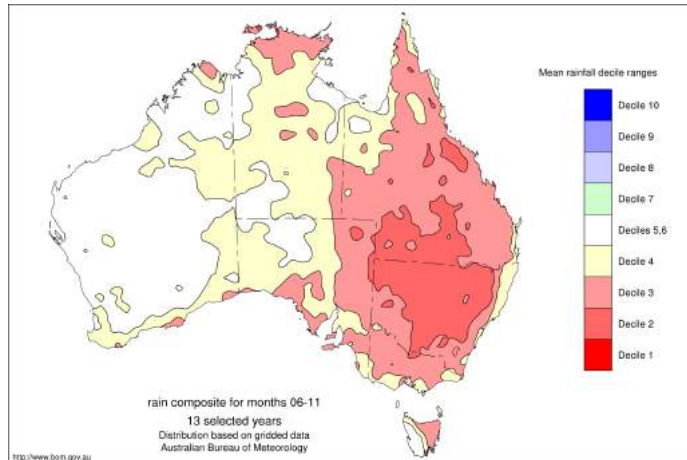 Mean rainfall decile ranges
Decile 10
Decile 9
Decile 8
Decile 7
Deciles 5,6
Decile 4
Decile 3
Decile 2
Decile 1
rain composite for months 06-11
13 selected years
Distribution based on gridded data
Australian Bureau of Meteorology
http://www.bom.gov.au